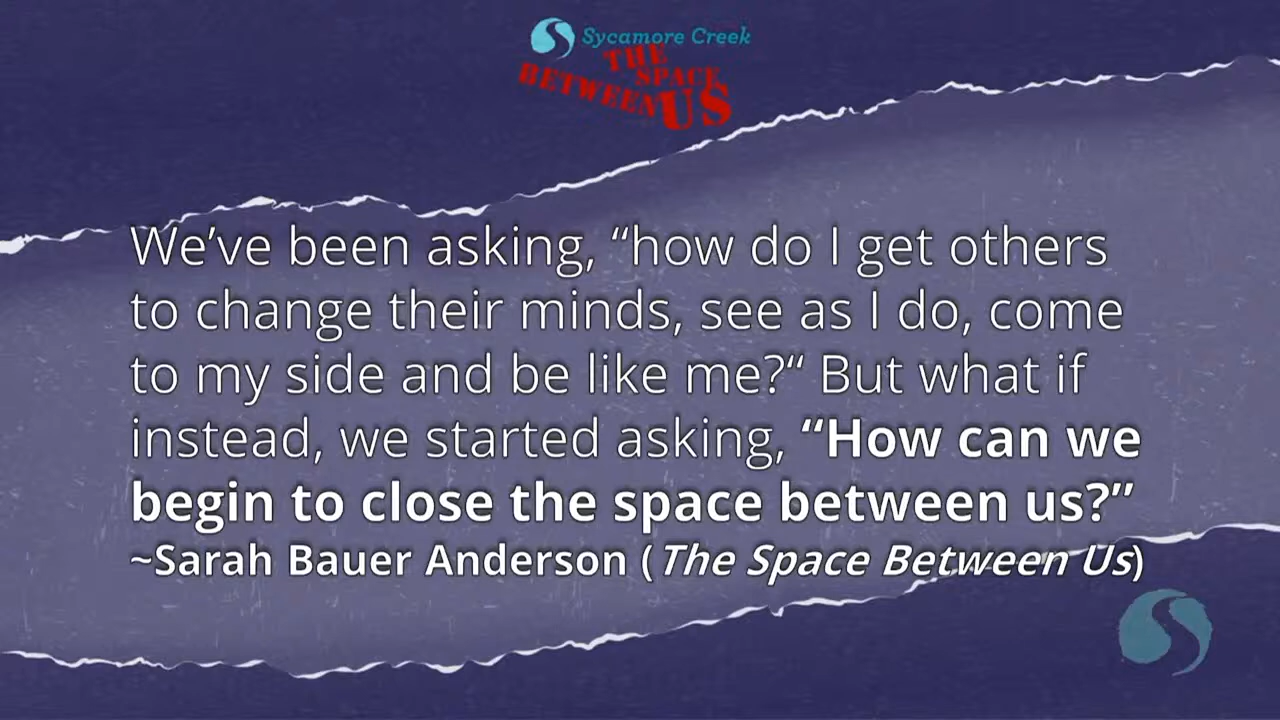 Sycamore Creek
THE
SPACE
BETWEEN US
We’ve been asking, “how do I get others
to change their minds, see as I do, come
to my side and be like me?“ But what if
instead, we started asking, “How can we
begin to close the space between us?”
~Sarah Bauer Anderson (The Space Between Us)